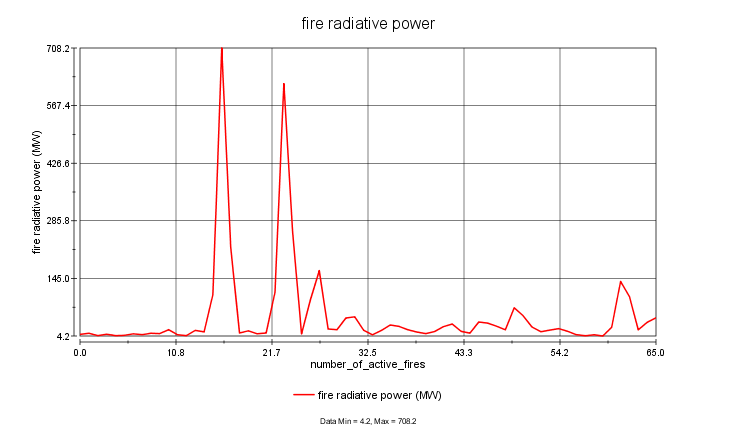 fire radiative power
708.2
567.4
426.6
285.8
145.0
4.2
fire radiative power (MW)
0.0 10.8 21.7 32.5 43.3 54.2 65.0
number_of_active_fires
fire radiative power (MW)
Data Min = 4.2, Max = 708.2